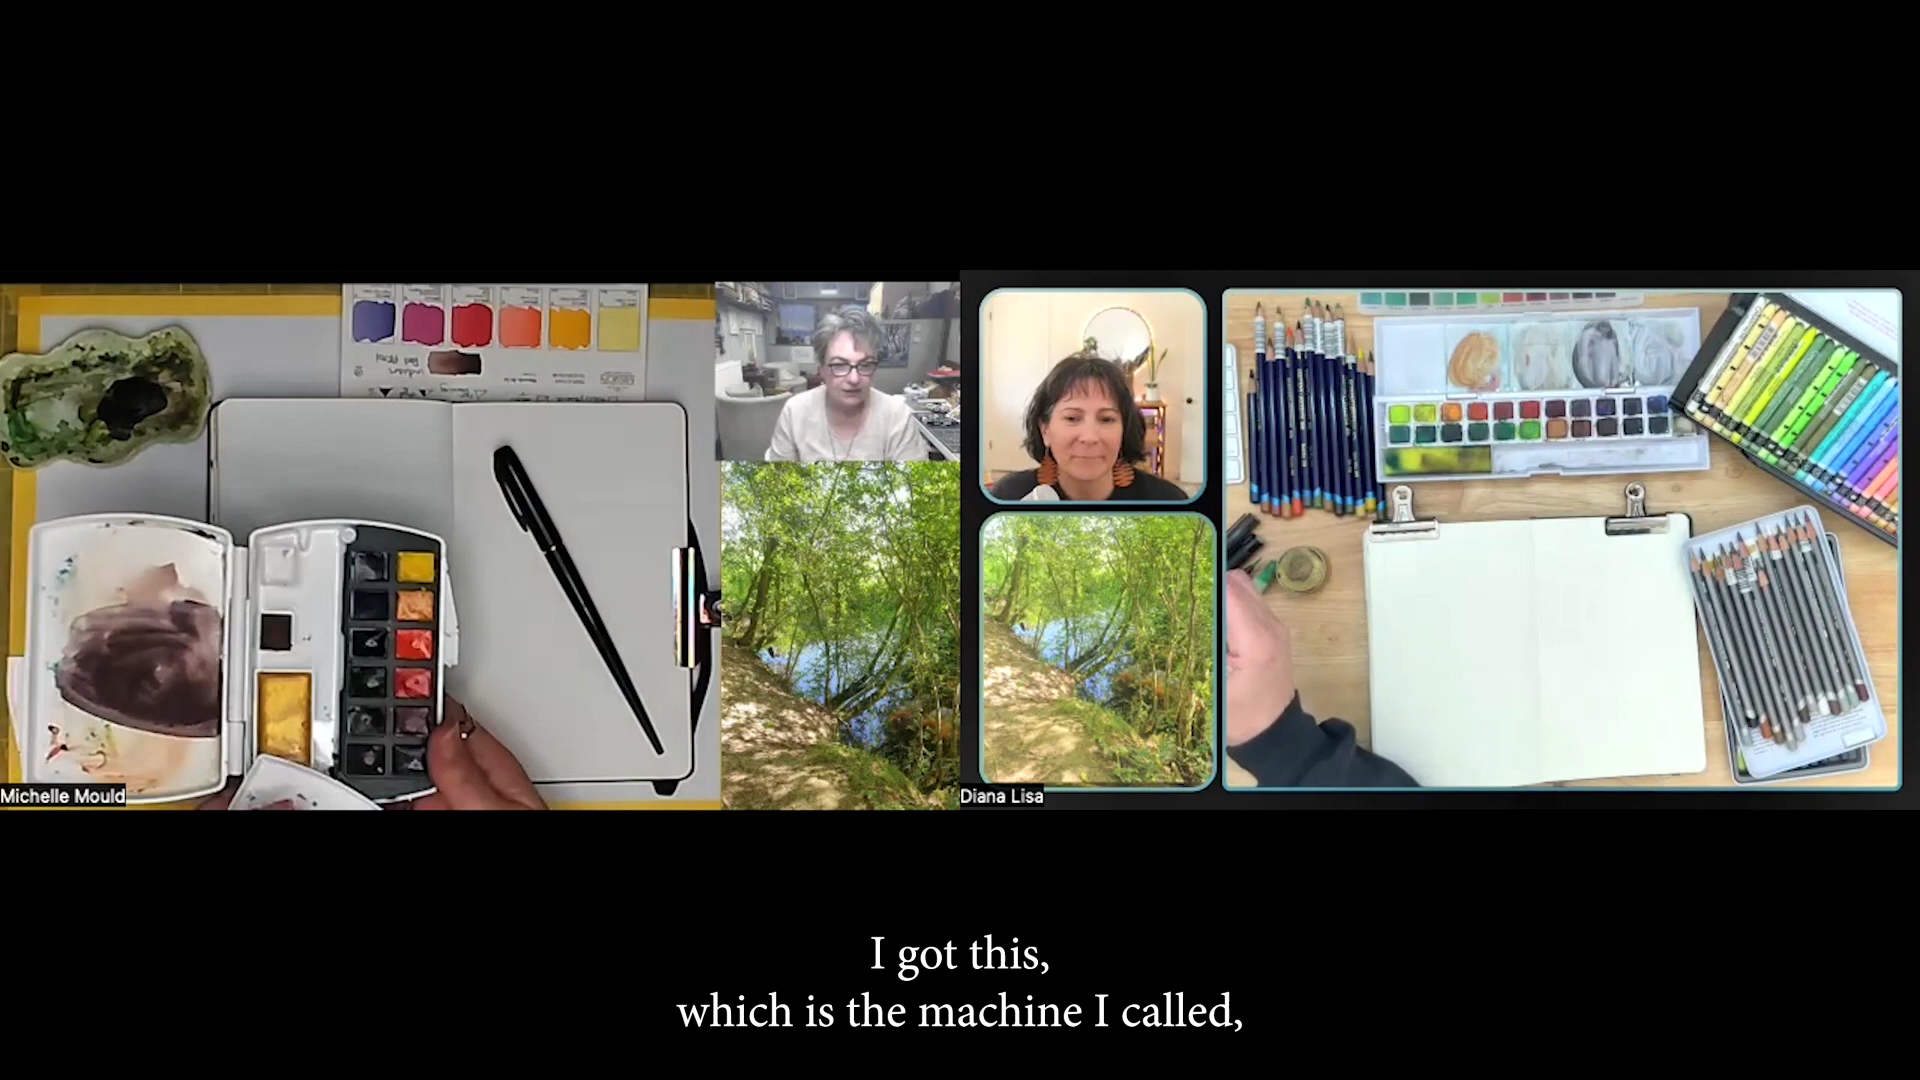 Michelle Mould
Diana Lisa
I got this,
which is the machine I called,